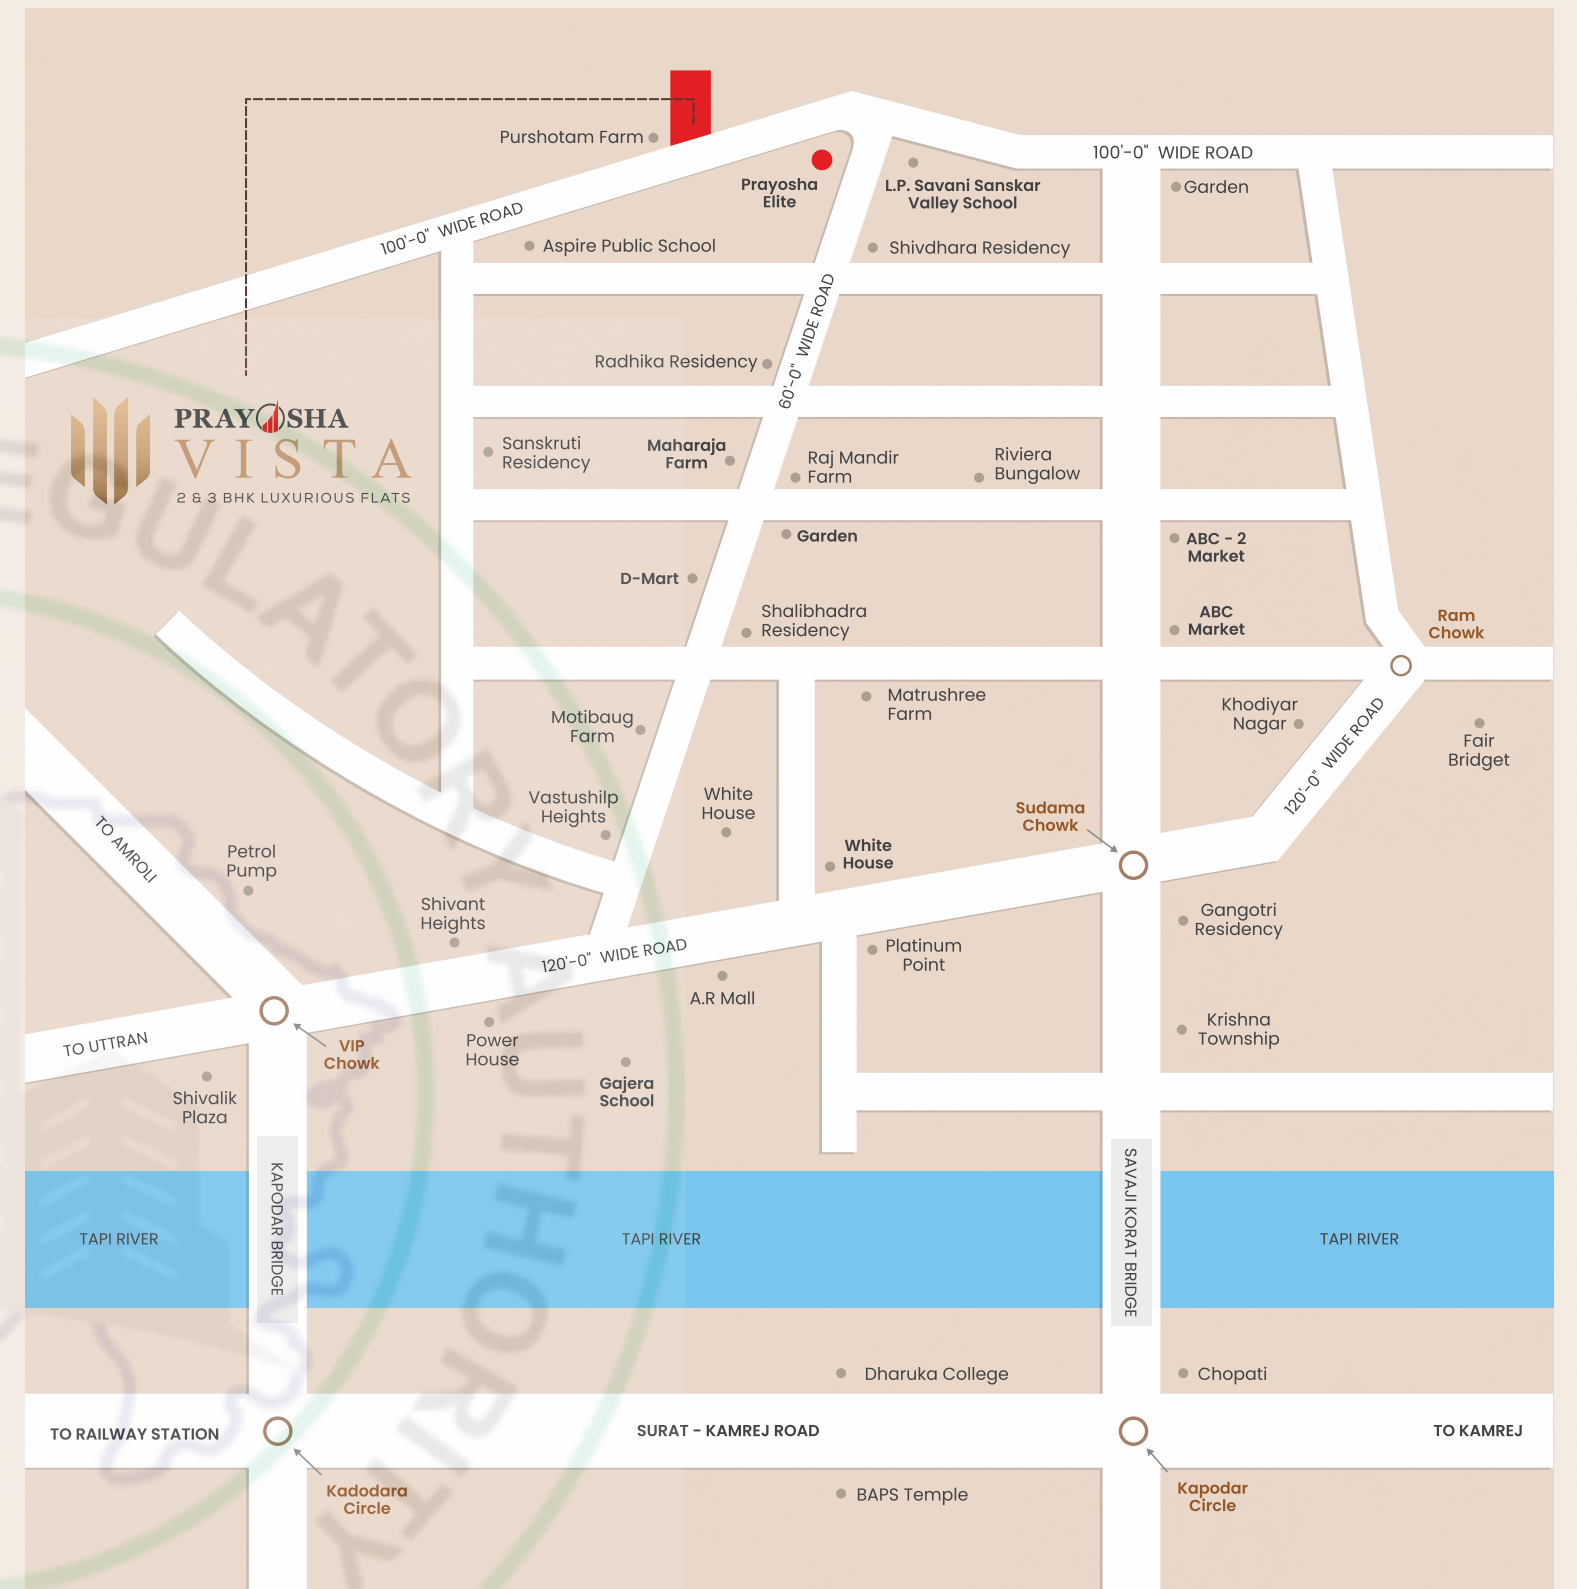 Purshotam Farm
100'-0" WIDE ROAD
Prayosha
Elite
L.P. Savani Sanskar
Valley School
Garden
100'-0" WIDE ROAD
Aspire Public School
Shivdhara Residency
60'-0" WIDE ROAD
Radhika Residency
PRAYOSHA
VISTA
2 & 3 BHK LUXURIOUS FLATS
Sanskruti
Residency
Maharaja
Farm
Raj Mandir
Farm
Riviera
Bungalow
Garden
ABC - 2
Market
D-Mart
Shalibhadra
Residency
ABC
Market
Ram
Chowk
Motibaug
Farm
Matrushree
Farm
Khodiyar
Nagar
120'-0" WIDE ROAD
Fair
Bridget
Vastushilp
Heights
White
House
Sudama
Chowk
TO AMROLI
Petrol
Pump
White
House
Shivant
Heights
Gangotri
Residency
120'-0" WIDE ROAD
Platinum
Point
A.R Mall
TO UTTRAN
VIP
Chowk
Power
House
Krishna
Township
Shivalik
Plaza
Gajera
School
KAPODAR BRIDGE
SAVAJI KORAT BRIDGE
TAPI RIVER
TAPI RIVER
TAPI RIVER
Dharuka College
Chopati
TO RAILWAY STATION
SURAT - KAMREJ ROAD
TO KAMREJ
Kadodara
Circle
BAPS Temple
Kapodar
Circle
REGULATORY AUTHORITY